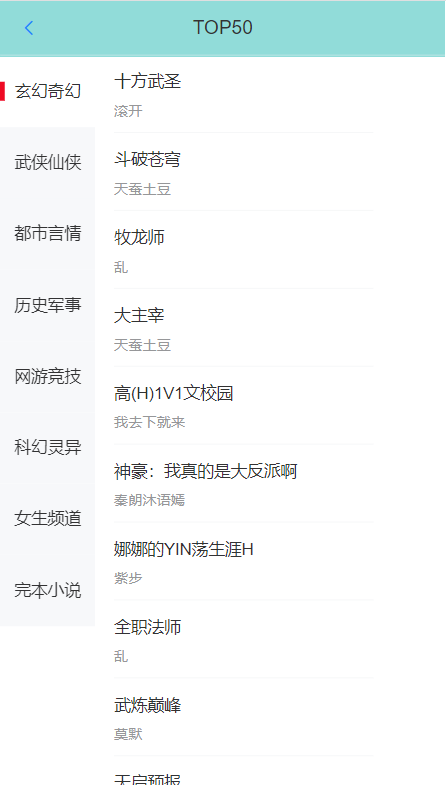 TOP50
玄幻奇幻
武侠仙侠
都市言情
历史军事
网游竞技
科幻灵异
女生频道
完本小说
十方武圣
滚开
斗破苍穹
天蚕土豆
牧龙师
乱
大主宰
天蚕土豆
高(H)1V1文校园
我去下就来
神豪：我真的是大反派啊
秦朗沐语嫣
娜娜的YIN荡生涯H
紫步
全职法师
乱
武炼巅峰
莫默
天启预报